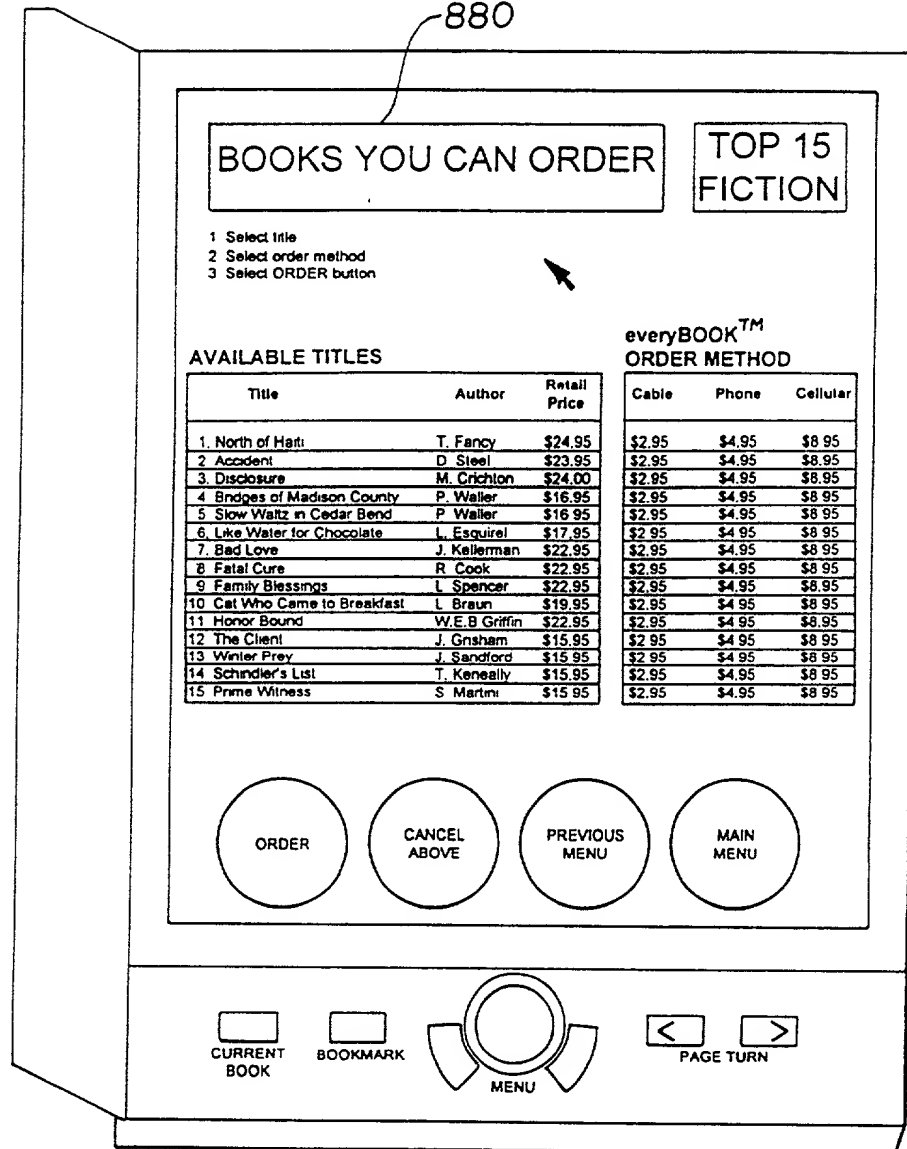 880
BOOKS YOU CAN ORDER
TOP 15
FICTION
1 Select title
2 Select order method
3 Select ORDER button
AVAILABLE TITLES
everyBOOK™
ORDER METHOD
Title Author Retail Price Cable Phone Cellular
1. North of Haiti T. Fancy $24.95 $2.95 $4.95 $8 95
2 Accident D Steel $23.95 $2.95 $4.95 $8.95
3. Disclosure M. Crichton $24.00 $2.95 $4.95 $8.95
4 Bridges of Madison County P. Waller $16.95 $2.95 $4.95 $8 95
5 Slow Waltz in Cedar Bend P Waller $16 95 $2.95 $4.95 $8 95
6. Like Water for Chocolate L. Esquirel $17.95 $2 95 $4.95 $8 95
7. Bad Love J. Kellerman $22.95 $2.95 $4.95 $8 95
8 Fatal Cure R Cook $22.95 $2.95 $4.95 $8 95
9 Family Blessings L Spencer $22.95 $2.95 $4.95 $8.95
10 Cat Who Came to Breakfast L Braun $19.95 $2.95 $4 95 $8 95
11 Honor Bound W.E.B Griffin $22.95 $2.95 $4.95 $8.95
12 The Client J. Grisham $15.95 $2 95 $4.95 $8 95
13 Winter Prey J. Sandford $15 95 $2 95 $4 95 $8 95
14 Schindler's List T. Keneally $15.95 $2.95 $4.95 $8 95
15 Prime Witness S Martini $15 95 $2.95 $4.95 $8 95
ORDER
CANCEL
ABOVE
PREVIOUS
MENU
MAIN
MENU
CURRENT
BOOK
BOOKMARK
MENU
< >
PAGE TURN